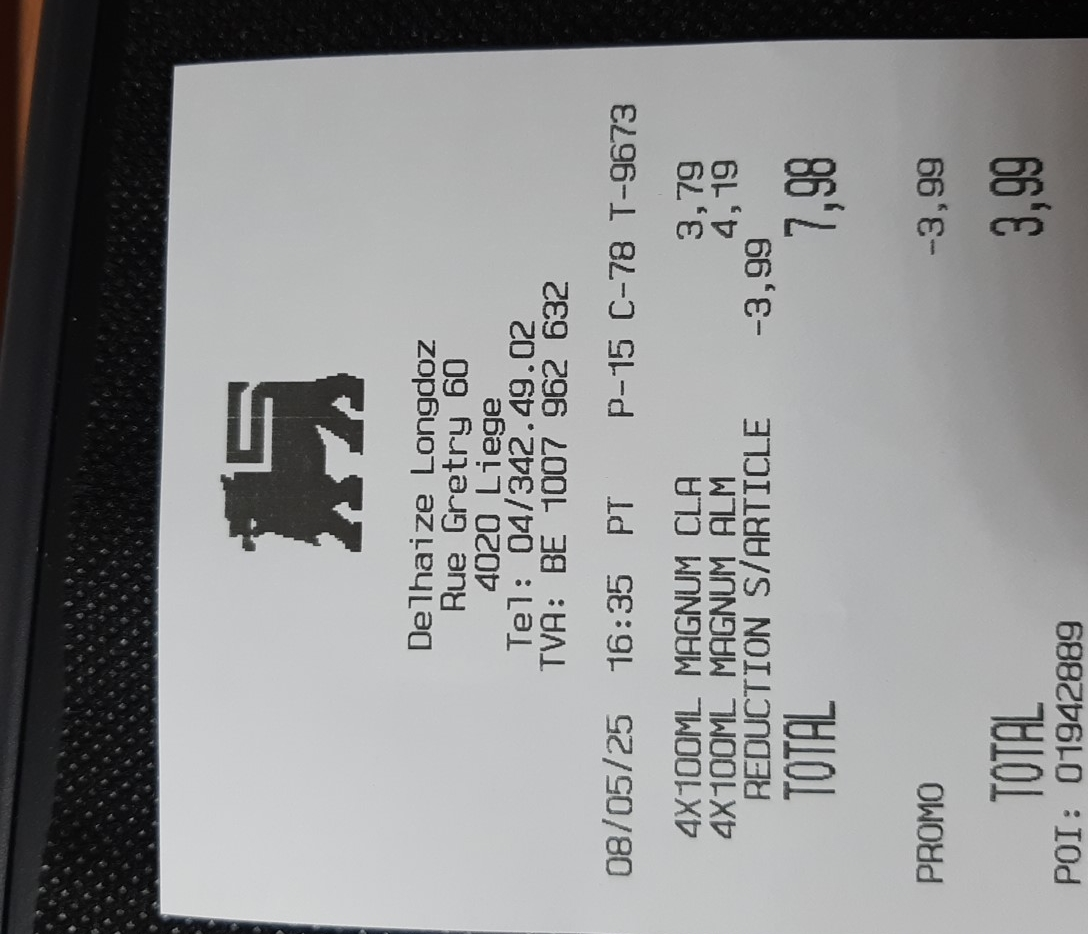 Delhaize Longdoz
Rue Gretry 60
4020 Liege
Tel: 04/342.49.02
TVA: BE 1007 962 632
08/05/25 16:35 PT P-15 C-78 T-9673
4X100ML MAGNUM CLA 3,79
4X100ML MAGNUM ALM 4,19
REDUCTION S/ARTICLE -3,99
TOTAL 7,98
PROMO -3,99
TOTAL 3,99
POI: 01942889